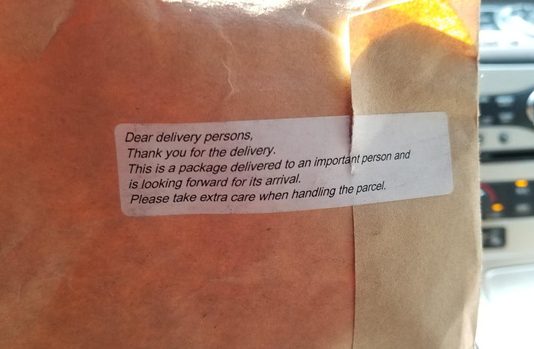 Dear delivery persons,
Thank you for the delivery.
This is a package delivered to an important person and
is looking forward for its arrival.
Please take extra care when handling the parcel.